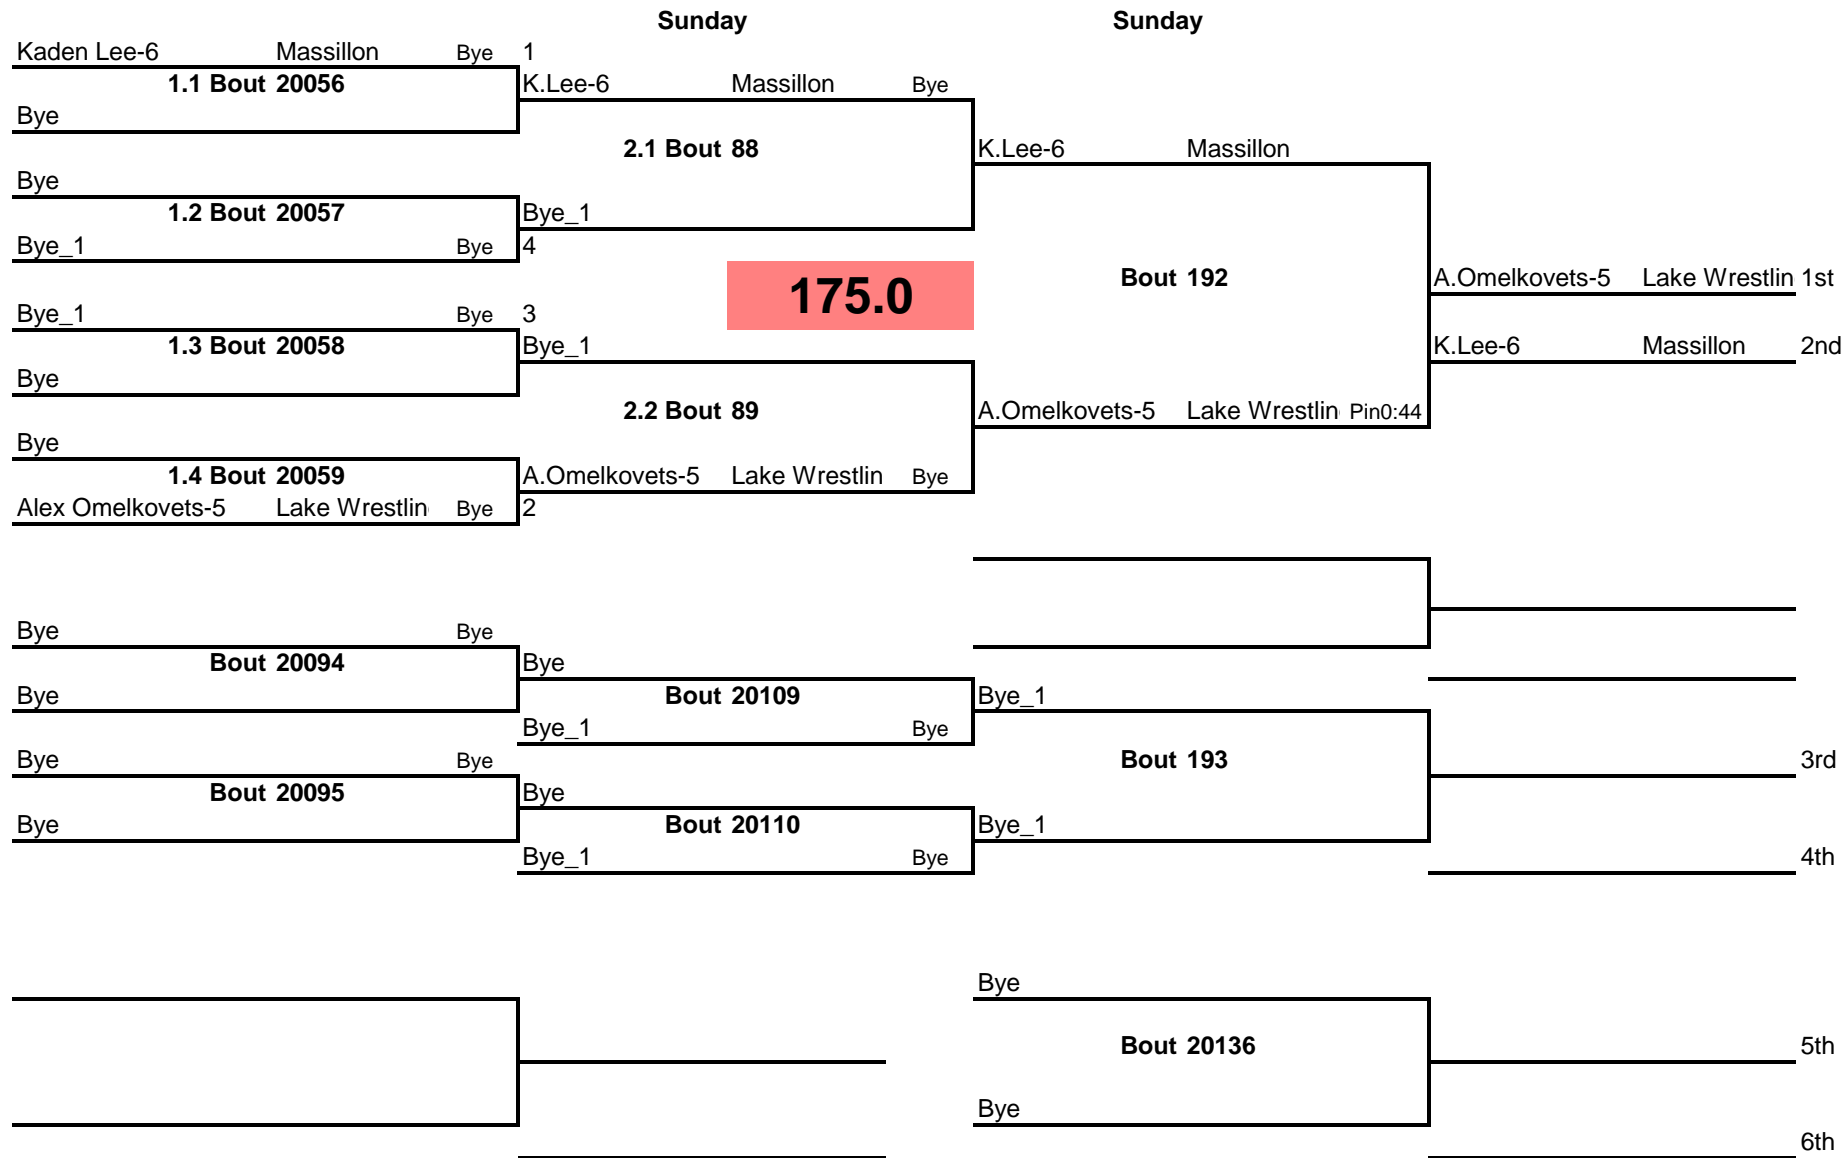 Sunday Sunday
Kaden Lee-6 Massillon Bye 1
1.1 Bout 20056 K.Lee-6 Massillon Bye
Bye
2.1 Bout 88 K.Lee-6 Massillon
Bye
1.2 Bout 20057 Bye_1
Bye_1 Bye 4
175.0 Bout 192 A.Omelkovets-5 Lake Wrestlin 1st
Bye_1 Bye 3
1.3 Bout 20058 Bye_1 K.Lee-6 Massillon 2nd
Bye
2.2 Bout 89 A.Omelkovets-5 Lake Wrestlin Pin0:44
Bye
1.4 Bout 20059 A.Omelkovets-5 Lake Wrestlin Bye
Alex Omelkovets-5 Lake Wrestlin Bye 2
Bye Bye
Bout 20094 Bye
Bye Bout 20109 Bye_1
Bye_1 Bye
Bye Bye Bout 193 3rd
Bout 20095 Bye
Bye Bout 20110 Bye_1
Bye_1 Bye 4th
Bye
Bout 20136 5th
Bye
6th